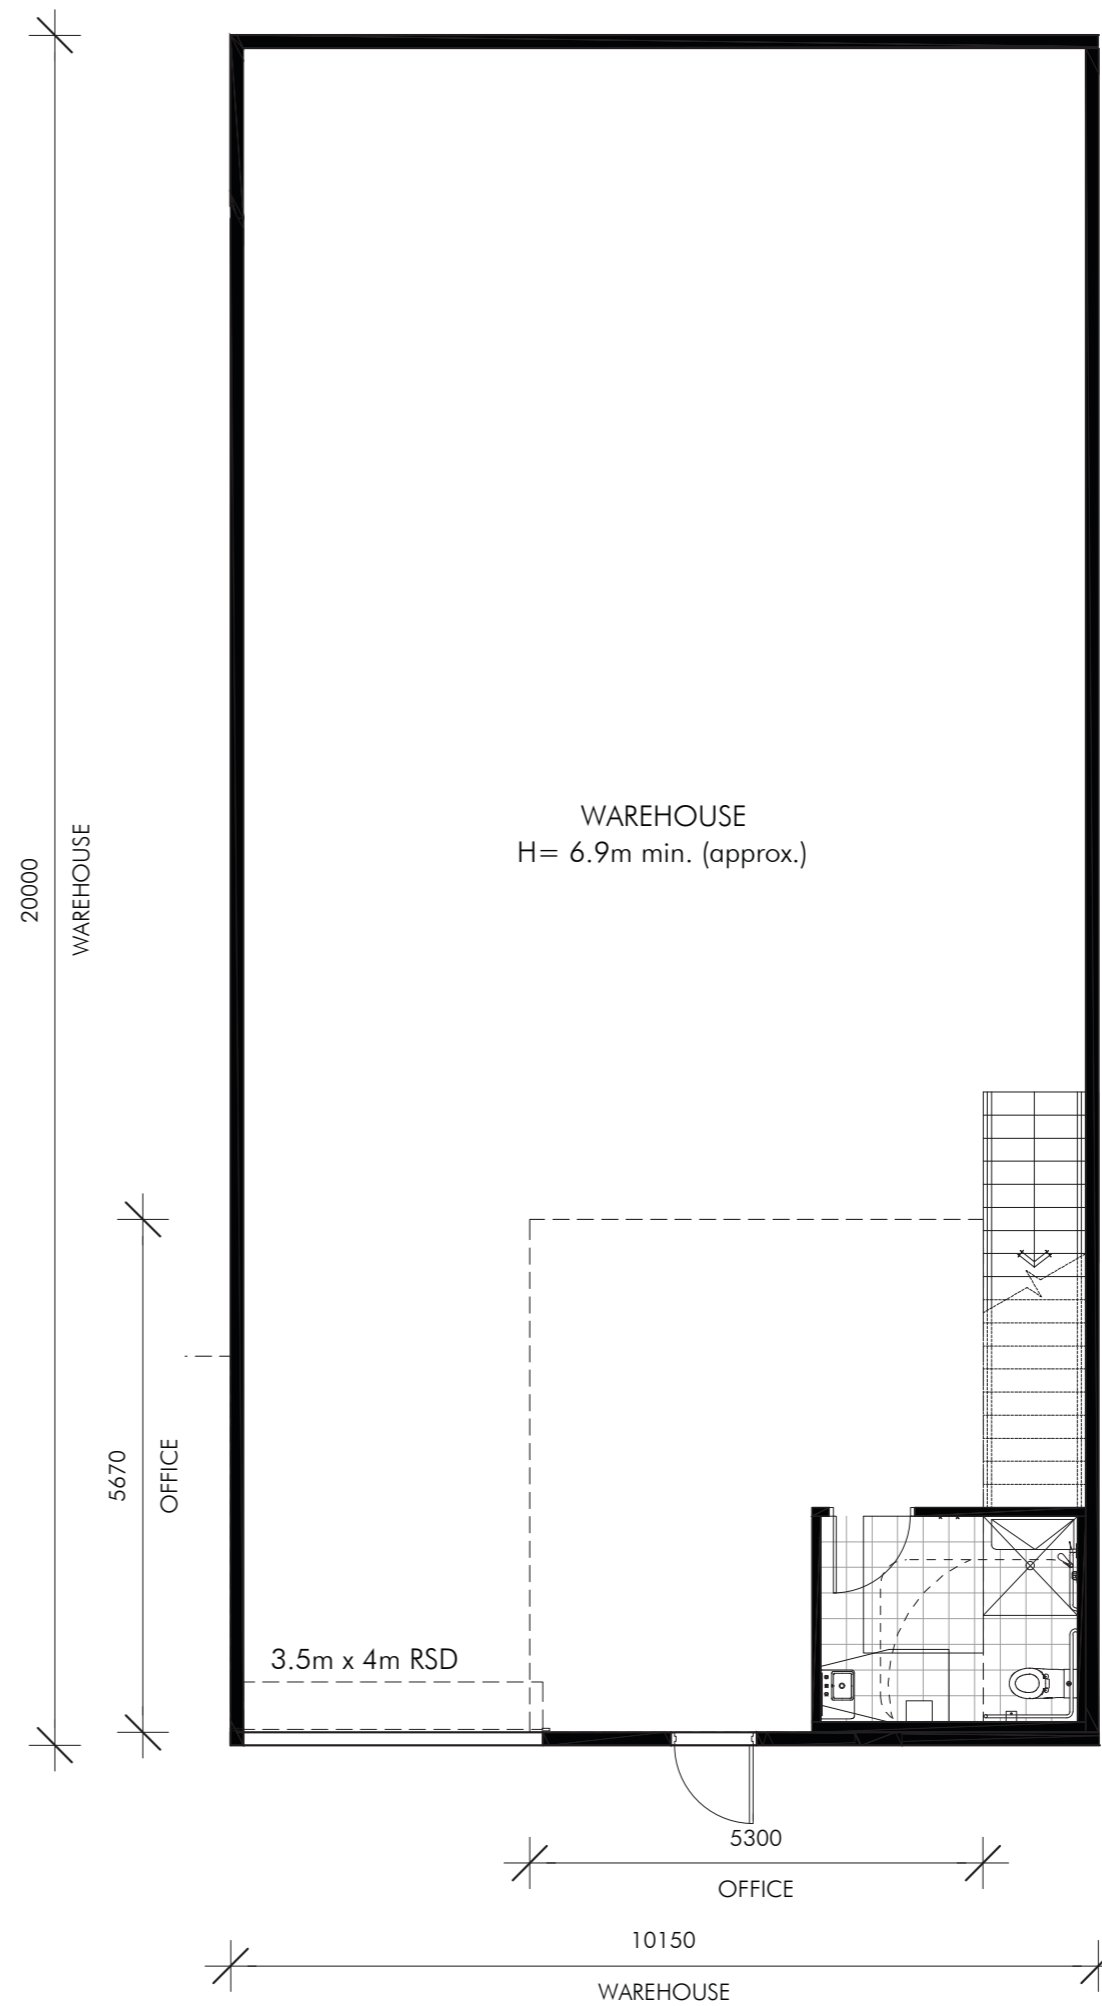 WAREHOUSE
H= 6.9m min. (approx.)
20000
WAREHOUSE
5670
OFFICE
3.5m x 4m RSD
5300
OFFICE
10150
WAREHOUSE